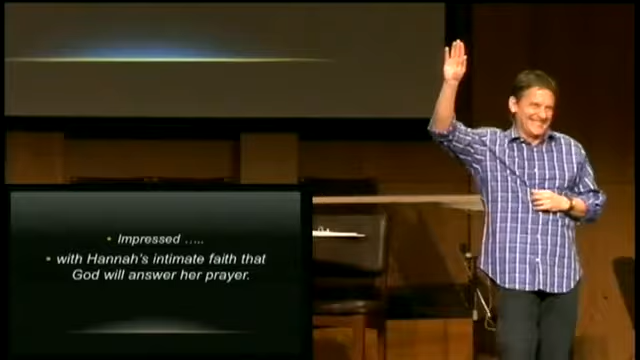 • Impressed …..
• with Hannah's intimate faith that
God will answer her prayer.